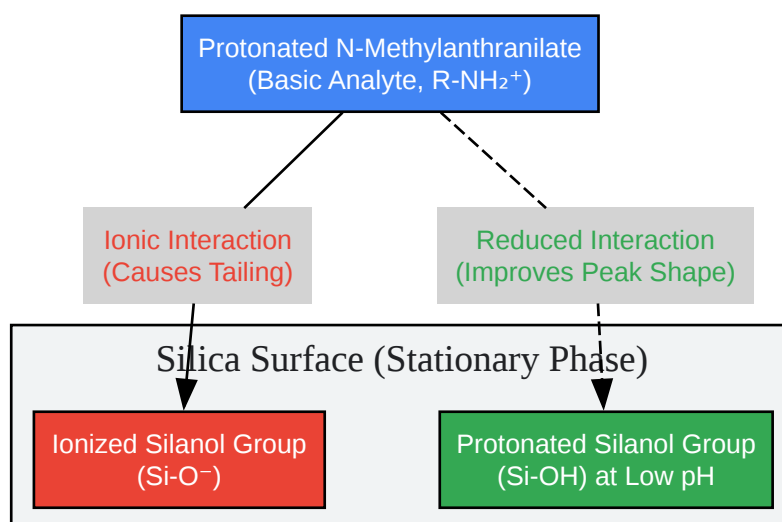 Protonated N-Methylanthranilate
(Basic Analyte, R-NH₂⁺)
Ionic Interaction
(Causes Tailing)
Reduced Interaction
(Improves Peak Shape)
Silica Surface (Stationary Phase)
Ionized Silanol Group
(Si-O⁻)
Protonated Silanol Group
(Si-OH) at Low pH